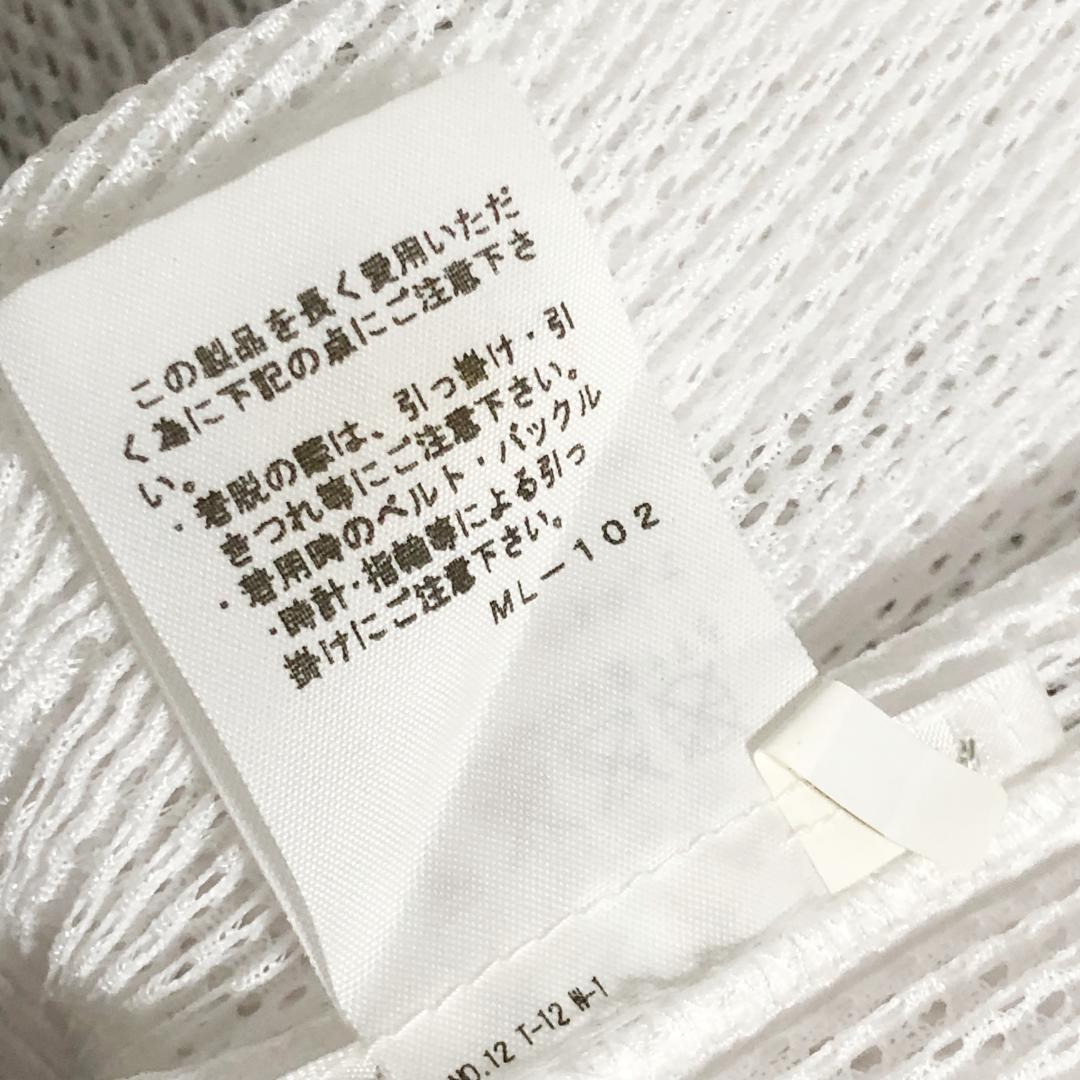 この製品を長く愛用いただ
く為に下記の点にご注意下さ
い。
・着脱の際は、引っ掛け・引
きつれ等にご注意下さい。
・着用時のベルト・バックル
・時計・指輪等による引っ
掛けにご注意下さい。
ML-102
NO.12 T-12 W-1